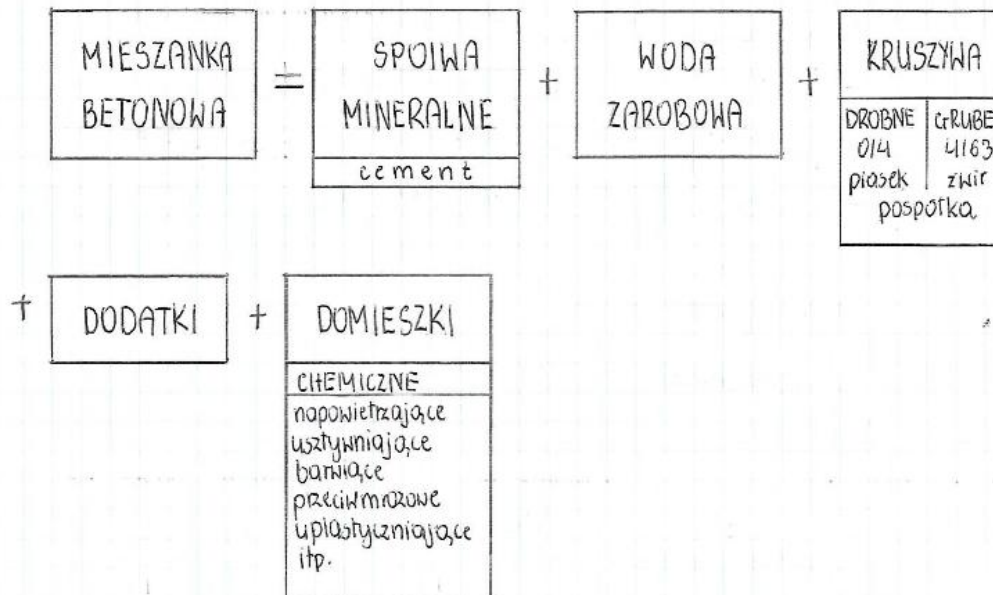 MIESZANKA
BETONOWA
=
SPOIWA
MINERALNE
cement
+
WODA
ZAROBOWA
+
KRUSZYWA
DROBNE
0/4
piasek
GRUBE
4/63
żwir
pospółka
+
DODATKI
+
DOMIESZKI
CHEMICZNE
napowietrzające
usztywniające
barwiące
przeciwmrozowe
uplastyczniające
itp.